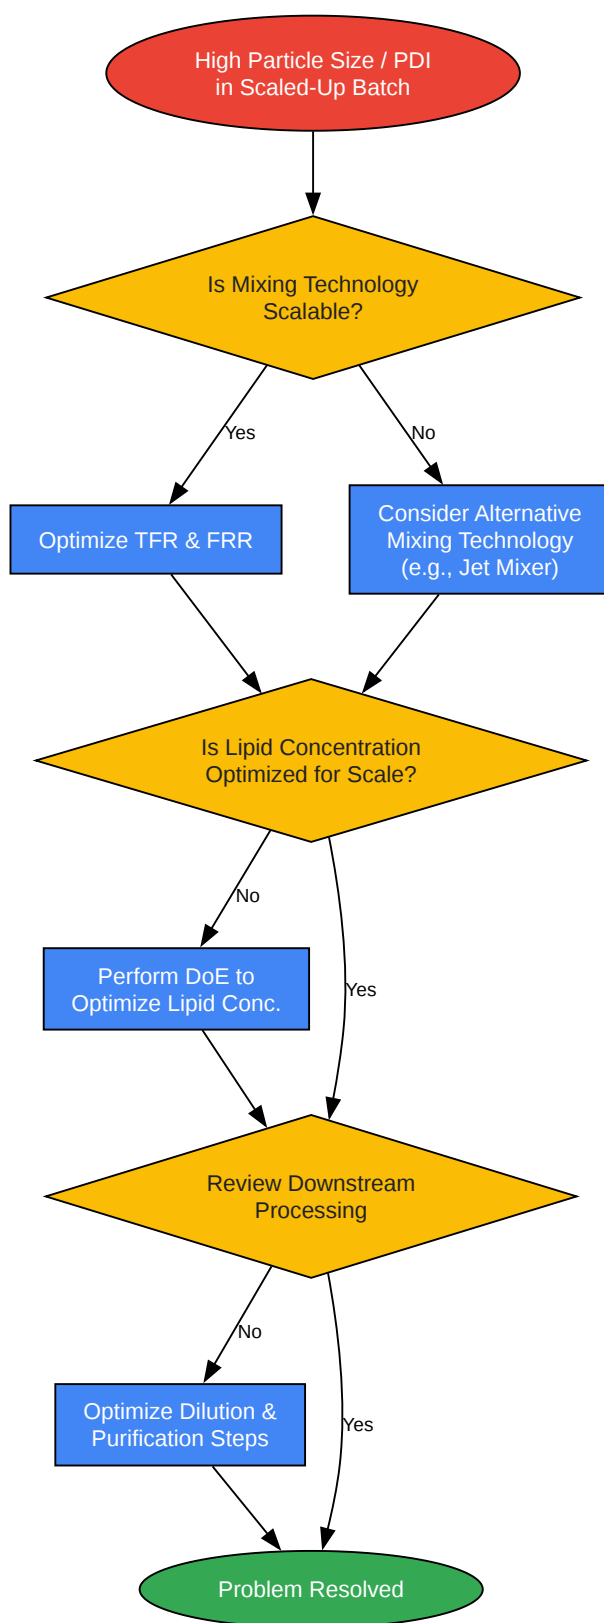 High Particle Size / PDI
in Scaled-Up Batch
Is Mixing Technology
Scalable?
Yes
No
Optimize TFR & FRR
Consider Alternative
Mixing Technology
(e.g., Jet Mixer)
Is Lipid Concentration
Optimized for Scale?
No
Perform DoE to
Optimize Lipid Conc.
Yes
Review Downstream
Processing
No
Optimize Dilution &
Purification Steps
Yes
Problem Resolved